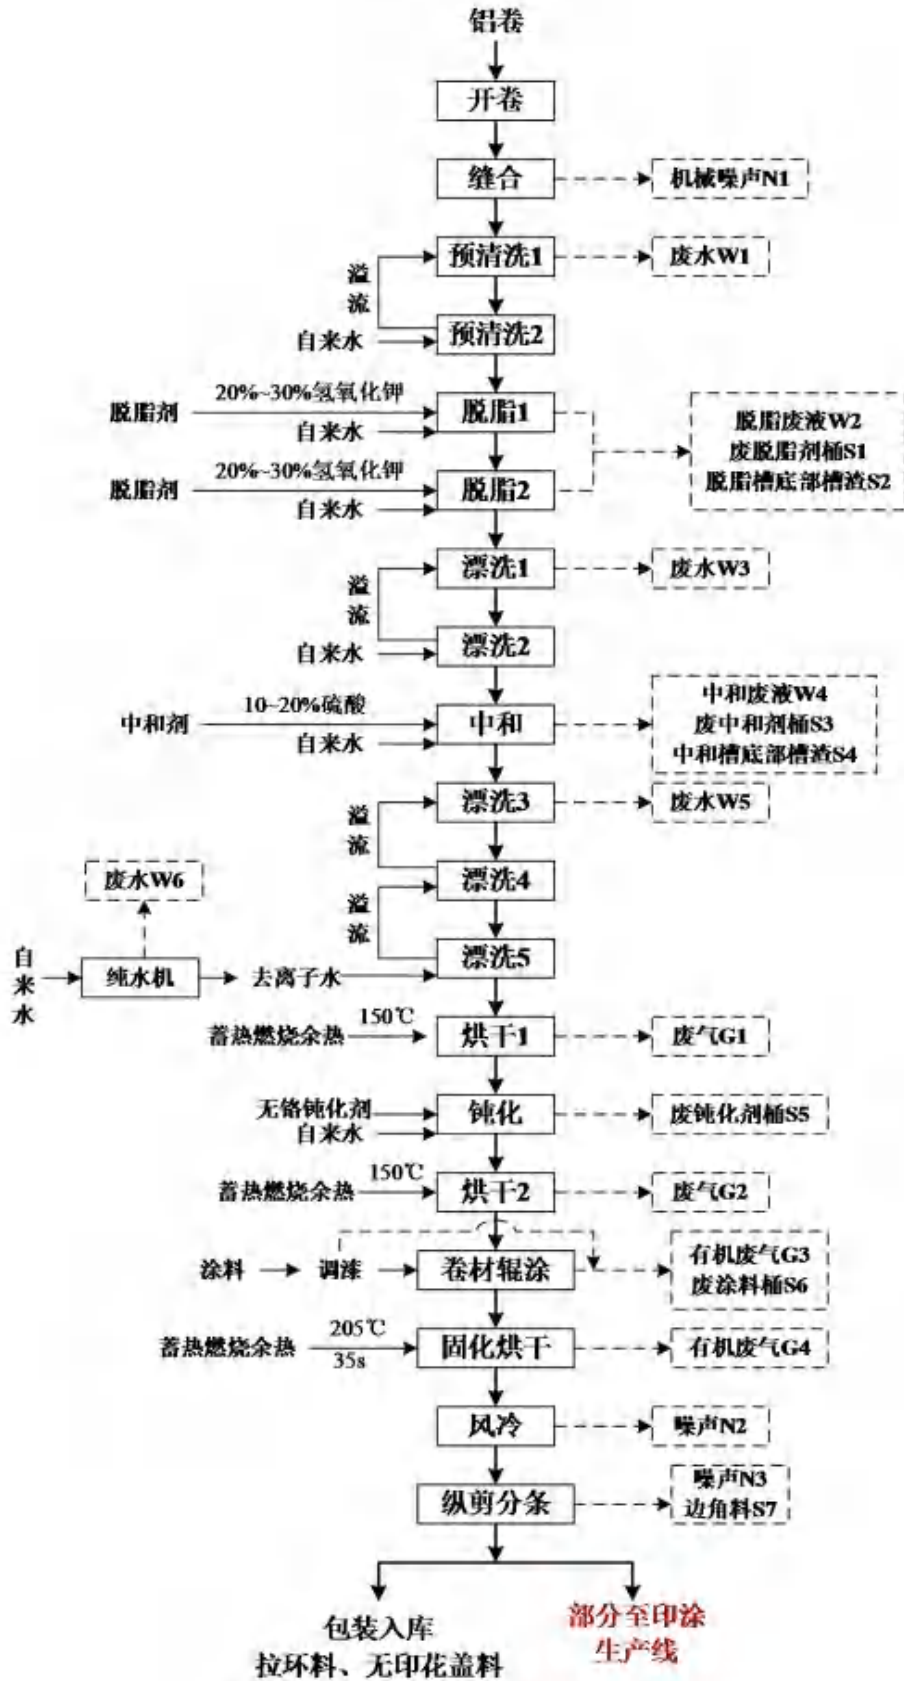 铝卷
开卷
缝合
机械噪声N1
预清洗1
废水W1
溢
流
自来水
预清洗2
脱脂剂
20%~30%氢氧化钾
自来水
脱脂1
脱脂废液W2
废脱脂剂桶S1
脱脂槽底部槽渣S2
脱脂剂
20%~30%氢氧化钾
自来水
脱脂2
漂洗1
废水W3
溢
流
自来水
漂洗2
中和剂
10~20%硫酸
自来水
中和
中和废液W4
废中和剂桶S3
中和槽底部槽渣S4
漂洗3
废水W5
溢
流
漂洗4
废水W6
溢
流
自
来
水
纯水机
去离子水
漂洗5
蓄热燃烧余热
150℃
烘干1
废气G1
无铬钝化剂
自来水
钝化
废钝化剂桶S5
蓄热燃烧余热
150℃
烘干2
废气G2
涂料
调漆
卷材辊涂
有机废气G3
废涂料桶S6
蓄热燃烧余热
205℃
35s
固化烘干
有机废气G4
风冷
噪声N2
纵剪分条
噪声N3
边角料S7
包装入库
拉环料、无印花盖料
部分至印涂
生产线